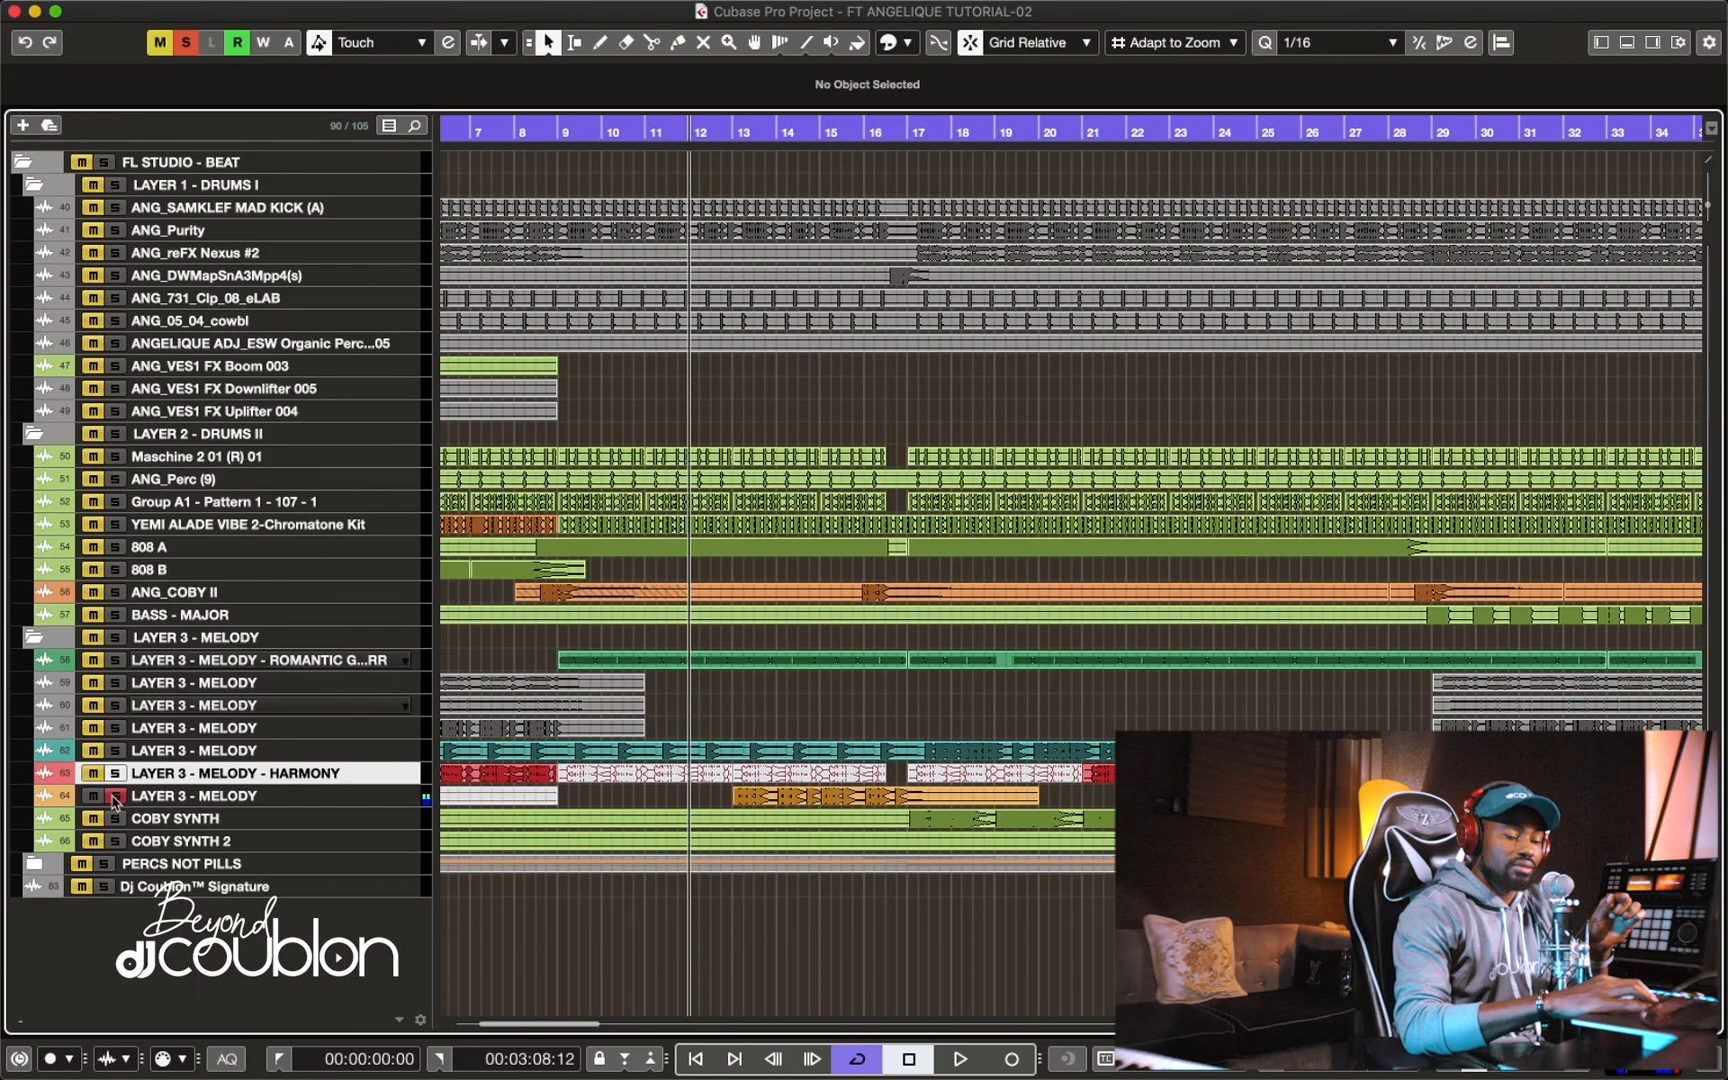 Cubase Pro Project - FT ANGELIQUE TUTORIAL-02
M S L R W A Touch Grid Relative Adapt to Zoom Q 1/16
No Object Selected
90 / 105
7 8 9 10 11 12 13 14 15 16 17 18 19 20 21 22 23 24 25 26 27 28 29 30 31 32 33 34
m S FL STUDIO - BEAT
m S LAYER 1 - DRUMS I
40 m S ANG_SAMKLEF MAD KICK (A)
41 m S ANG_Purity
42 m S ANG_reFX Nexus #2
43 m S ANG_DWMapSnA3Mpp4(s)
44 m S ANG_731_Clp_08_eLAB
45 m S ANG_05_04_cowbl
46 m S ANGELIQUE ADJ_ESW Organic Perc...05
47 m S ANG_VES1 FX Boom 003
48 m S ANG_VES1 FX Downlifter 005
49 m S ANG_VES1 FX Uplifter 004
m S LAYER 2 - DRUMS II
50 m S Maschine 2 01 (R) 01
51 m S ANG_Perc (9)
52 m S Group A1 - Pattern 1 - 107 - 1
53 m S YEMI ALADE VIBE 2-Chromatone Kit
54 m S 808 A
55 m S 808 B
56 m S ANG_COBY II
57 m S BASS - MAJOR
m S LAYER 3 - MELODY
58 m S LAYER 3 - MELODY - ROMANTIC G...RR
59 m S LAYER 3 - MELODY
60 m S LAYER 3 - MELODY
61 m S LAYER 3 - MELODY
62 m S LAYER 3 - MELODY
63 m S LAYER 3 - MELODY - HARMONY
64 m S LAYER 3 - MELODY
65 m S COBY SYNTH
66 m S COBY SYNTH 2
m S PERCS NOT PILLS
83 m S Dj Coublon™ Signature
Beyond
djcoublon
AQ 00:00:00:00 00:03:08:12 TC